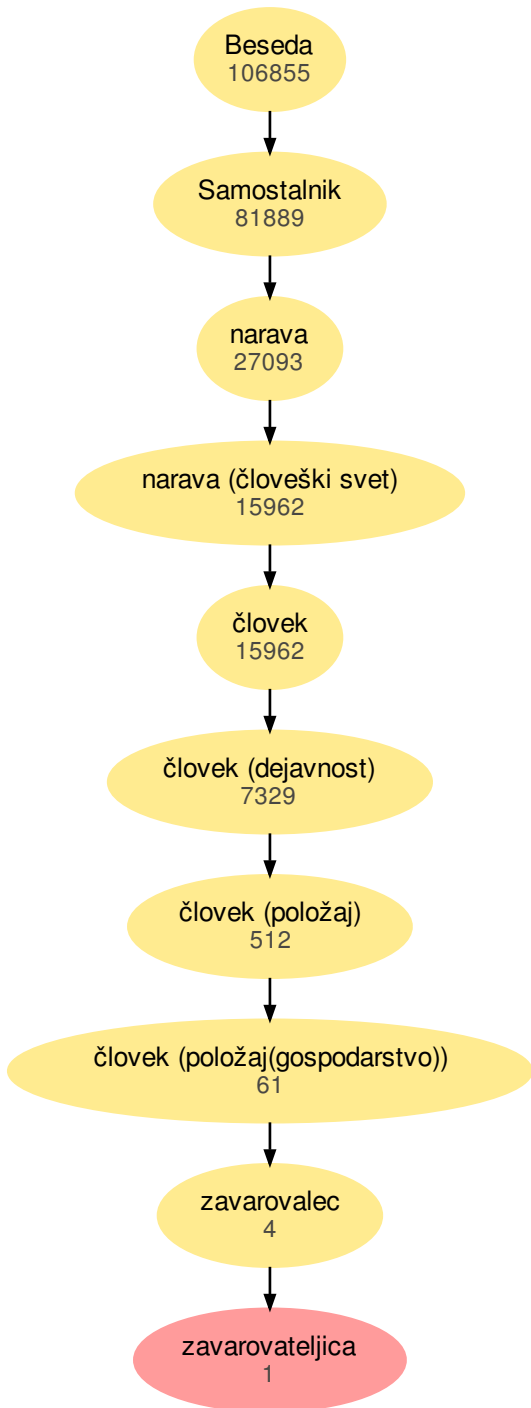 Beseda
106855
Samostalnik
81889
narava
27093
narava (človeški svet)
15962
človek
15962
človek (dejavnost)
7329
človek (položaj)
512
človek (položaj(gospodarstvo))
61
zavarovalec
4
zavarovateljica
1